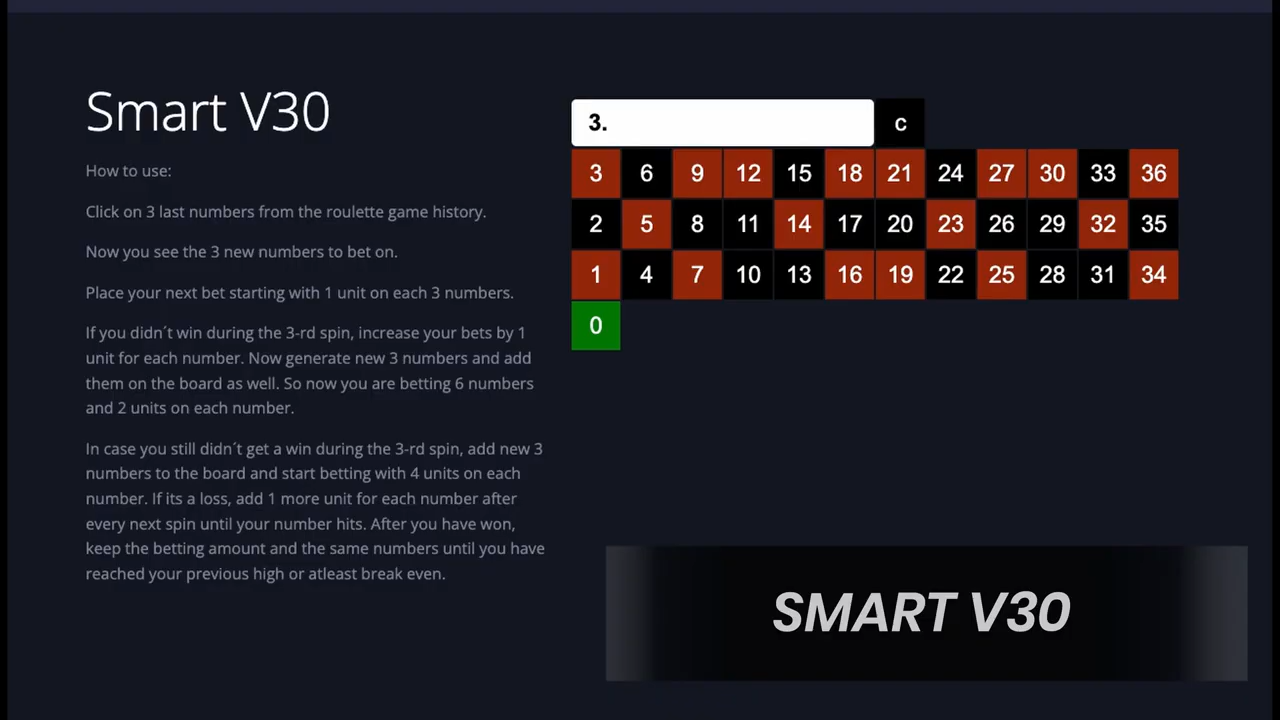 Smart V30
How to use:
Click on 3 last numbers from the roulette game history.
Now you see the 3 new numbers to bet on.
Place your next bet starting with 1 unit on each 3 numbers.
If you didn´t win during the 3-rd spin, increase your bets by 1
unit for each number. Now generate new 3 numbers and add
them on the board as well. So now you are betting 6 numbers
and 2 units on each number.
In case you still didn´t get a win during the 3-rd spin, add new 3
numbers to the board and start betting with 4 units on each
number. If its a loss, add 1 more unit for each number after
every next spin until your number hits. After you have won,
keep the betting amount and the same numbers until you have
reached your previous high or atleast break even.
3. c
3 6 9 12 15 18 21 24 27 30 33 36
2 5 8 11 14 17 20 23 26 29 32 35
1 4 7 10 13 16 19 22 25 28 31 34
0
SMART V30